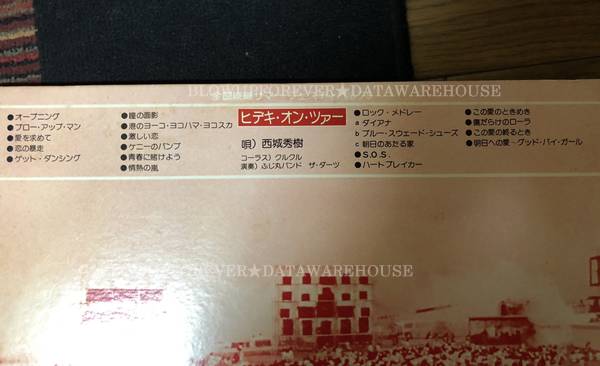 BLOWIN FOREVER★DATAWAREHOUSE
●オープニング
●ブロー・アップ・マン
●愛を求めて
●恋の暴走
●ゲット・ダンシング
●瞳の面影
●港のヨーコ・ヨコハマ・ヨコスカ
●激しい恋
●ケニーのバンプ
●青春に賭けよう
●情熱の嵐
ヒデキ・オン・ツアー
唄）西城秀樹
コーラス）クルクル
演奏）ふじ丸バンド ザ・ダーツ
●ロック・メドレー
a ダイアナ
b ブルー・スウェード・シューズ
c 朝日のあたる家
●S.O.S.
●ハートブレイカー
●この愛のときめき
●傷だらけのローラ
●この愛の終るとき
●明日への愛～グッド・バイ・ガール
FOREVER★DATAWAREHOUSE
FOREVER★DATAWAREHOUSE